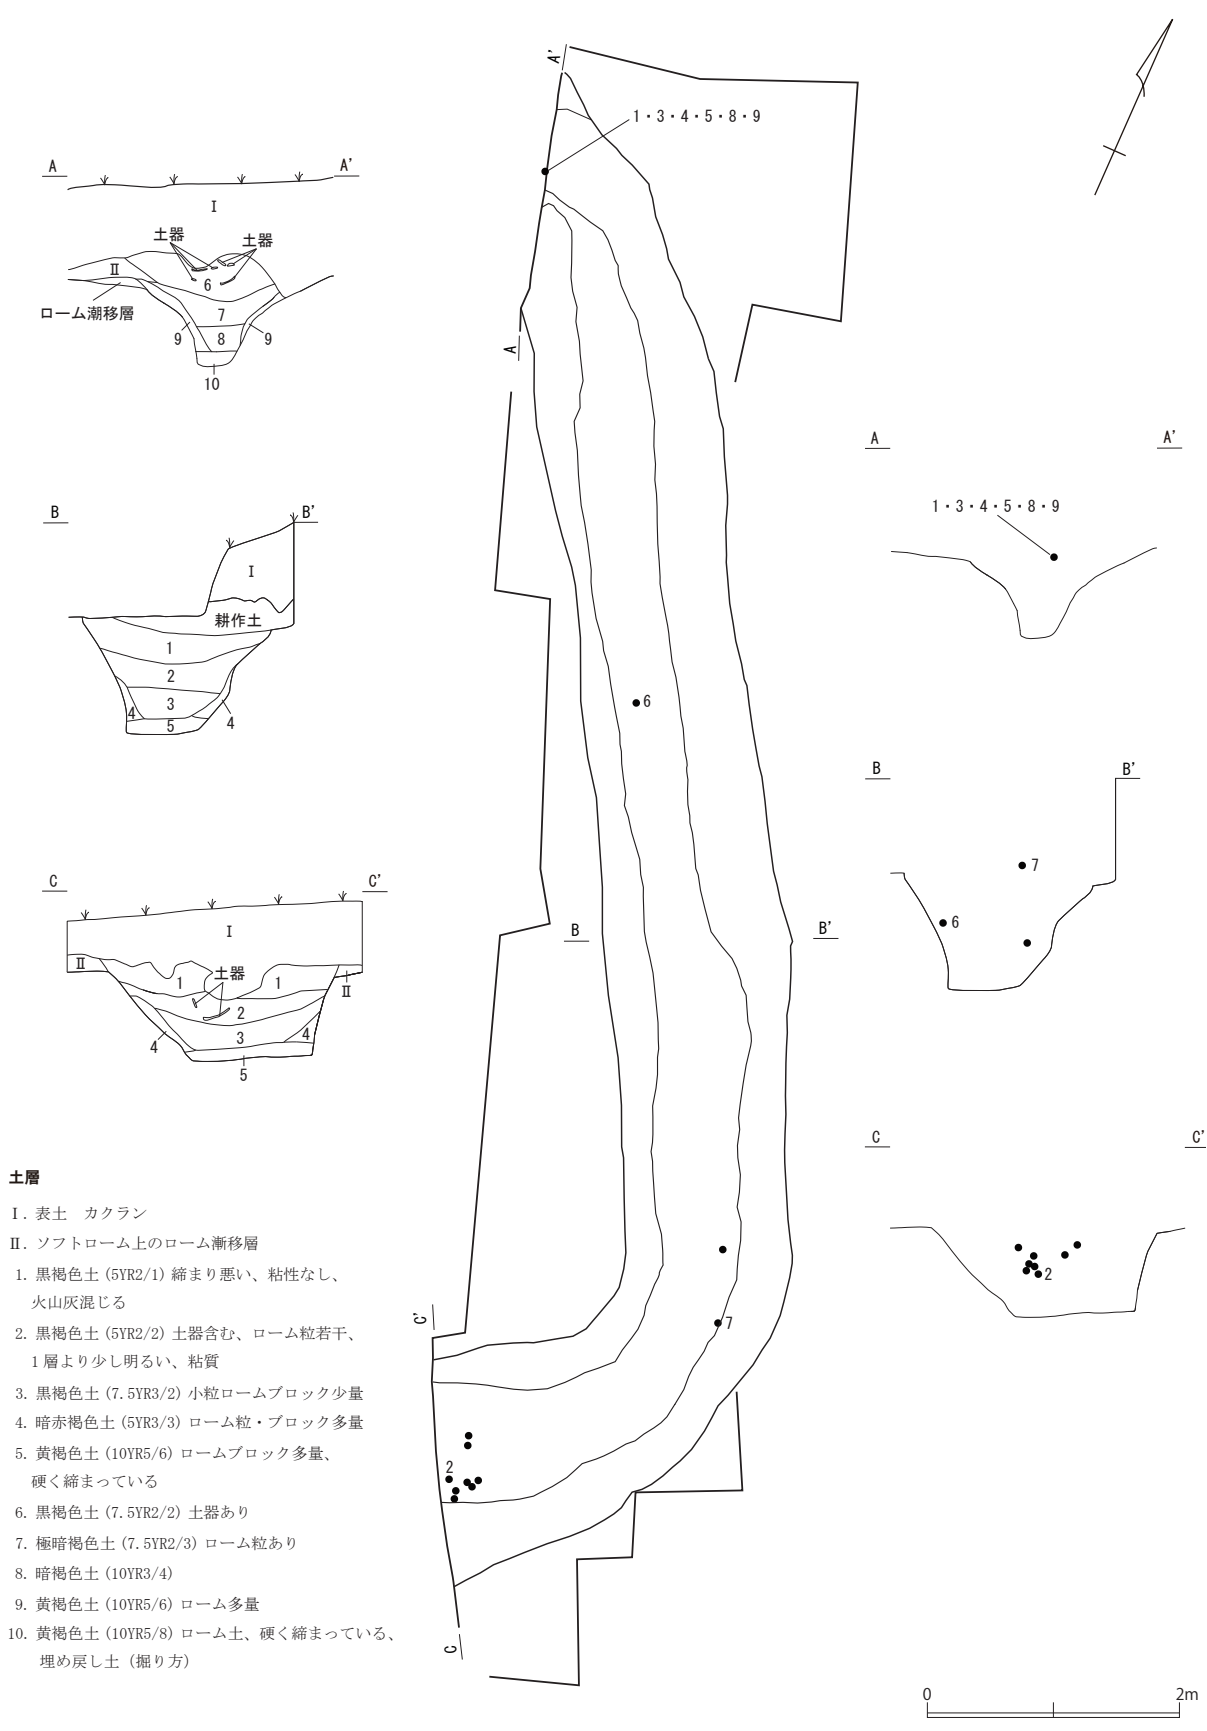 A'
1・3・4・5・8・9
A
A A'
Ⅰ
土器 土器
Ⅱ
6
ローム潮移層
7
9 8 9
10
A A'
1・3・4・5・8・9
B B'
Ⅰ
耕作土
1
2
3
4 4
5
6
B B'
7
6
B B'
C C'
Ⅰ
Ⅱ
1 土器 1
Ⅱ
2
3
4 4
5
C C'
2
7
C'
2
C
土層
Ⅰ. 表土 カクラン
Ⅱ. ソフトローム上のローム漸移層
1. 黒褐色土 (5YR2/1) 締まり悪い、粘性なし、
火山灰混じる
2. 黒褐色土 (5YR2/2) 土器含む、ローム粒若干、
1層より少し明るい、粘質
3. 黒褐色土 (7.5YR3/2) 小粒ロームブロック少量
4. 暗赤褐色土 (5YR3/3) ローム粒・ブロック多量
5. 黄褐色土 (10YR5/6) ロームブロック多量、
硬く締まっている
6. 黒褐色土 (7.5YR2/2) 土器あり
7. 極暗褐色土 (7.5YR2/3) ローム粒あり
8. 暗褐色土 (10YR3/4)
9. 黄褐色土 (10YR5/6) ローム多量
10. 黄褐色土 (10YR5/8) ローム土、硬く締まっている、
埋め戻し土（掘り方）
0 2m